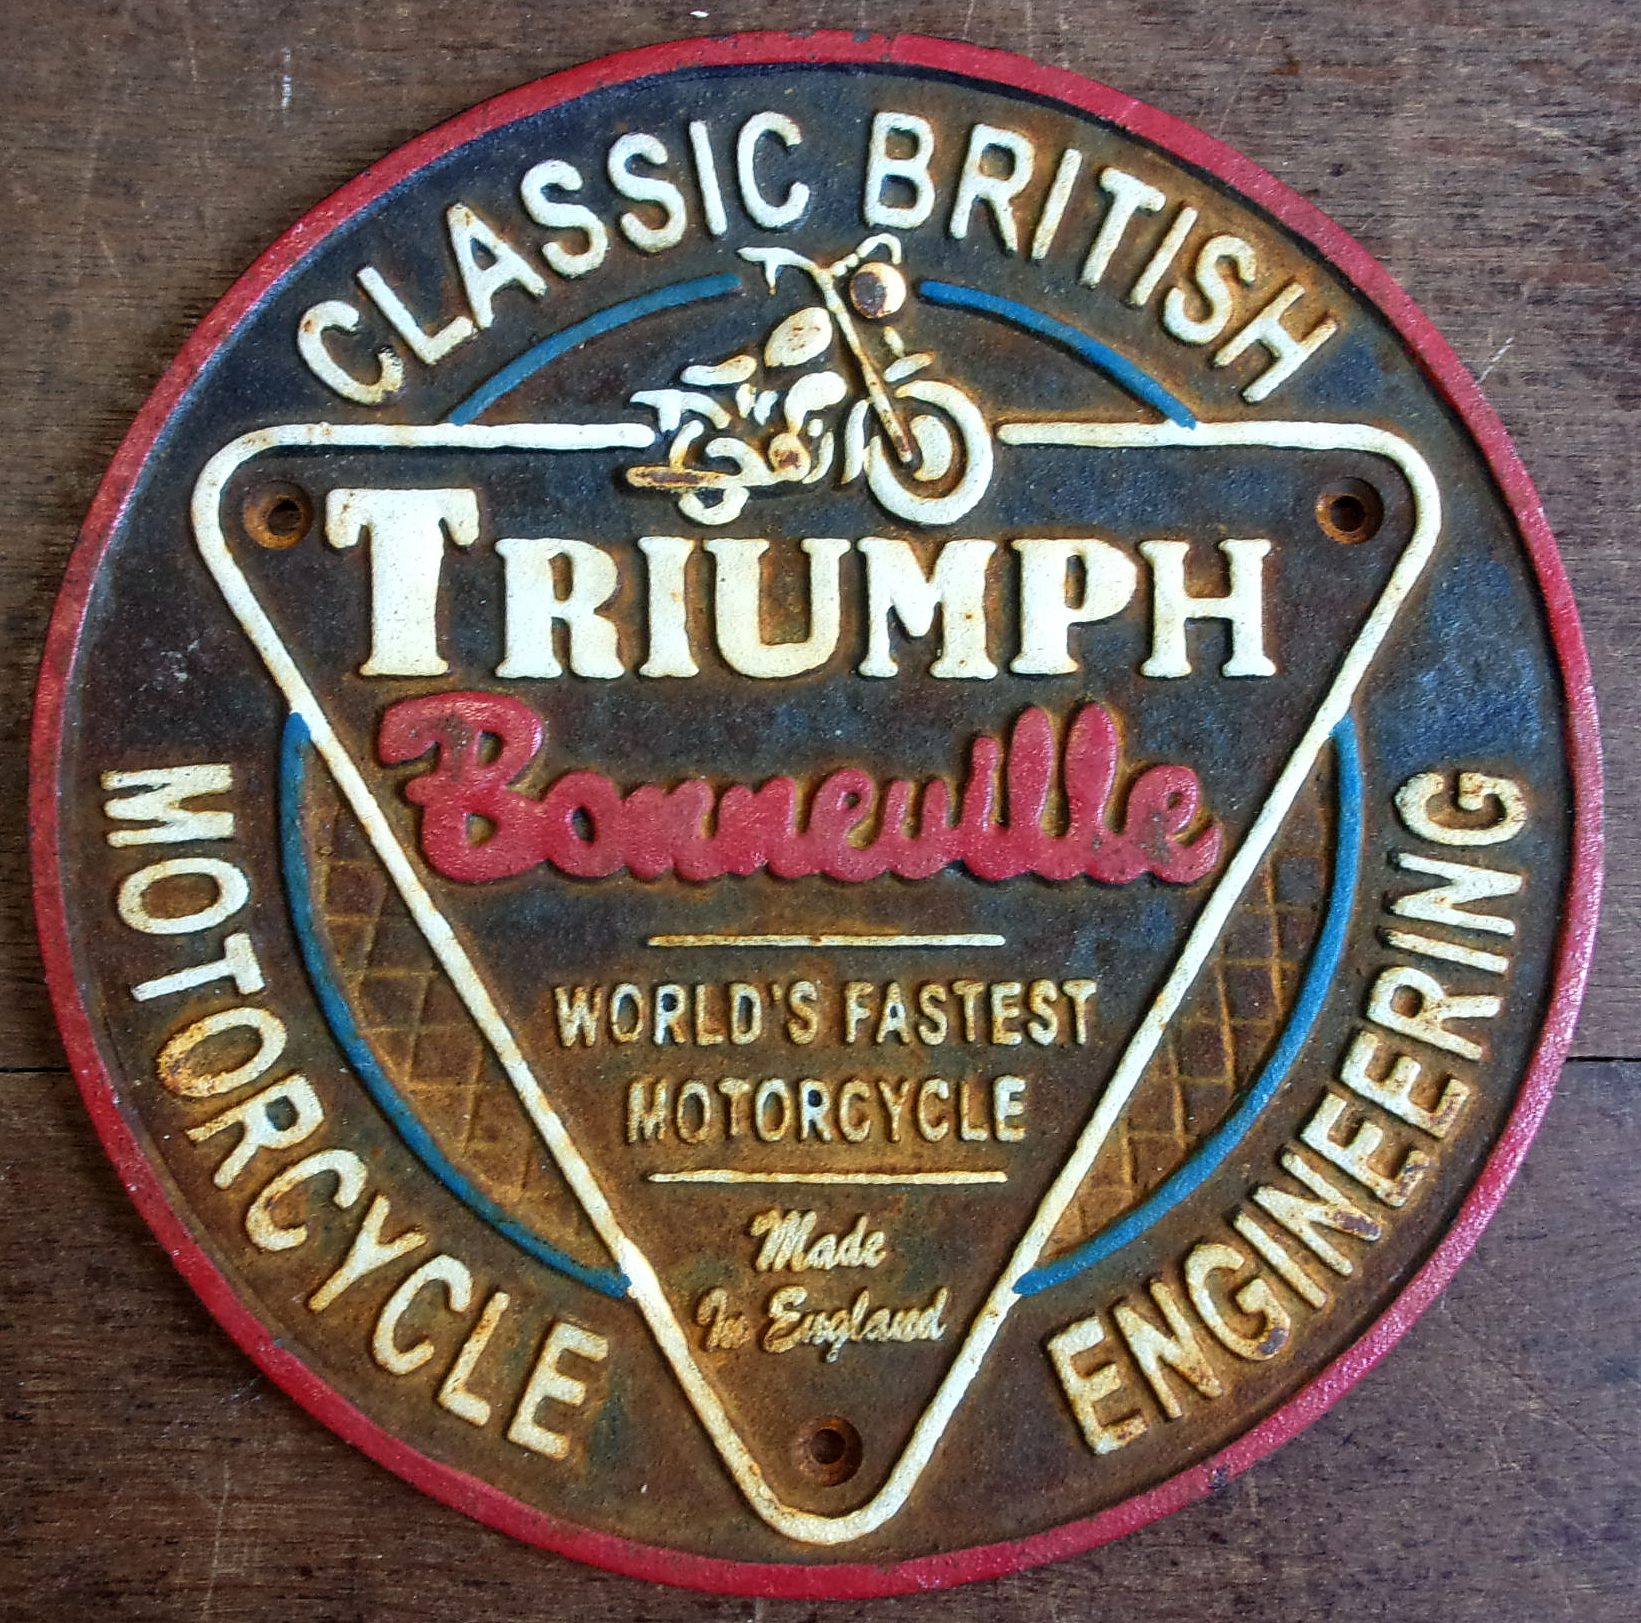 CLASSIC BRITISH
TRIUMPH
Bonneville
WORLD'S FASTEST
MOTORCYCLE
Made
In England
MOTORCYCLE
ENGINEERING